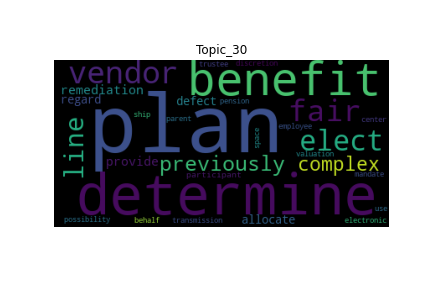 Topic_30
trustee discretion
vendor benefit
remediation
regard defect pension
plan
ship parent fair
center
line space elect employee
previously valuation complex
provide participant mandate
determine
use
possibility behalf transmission allocate electronic